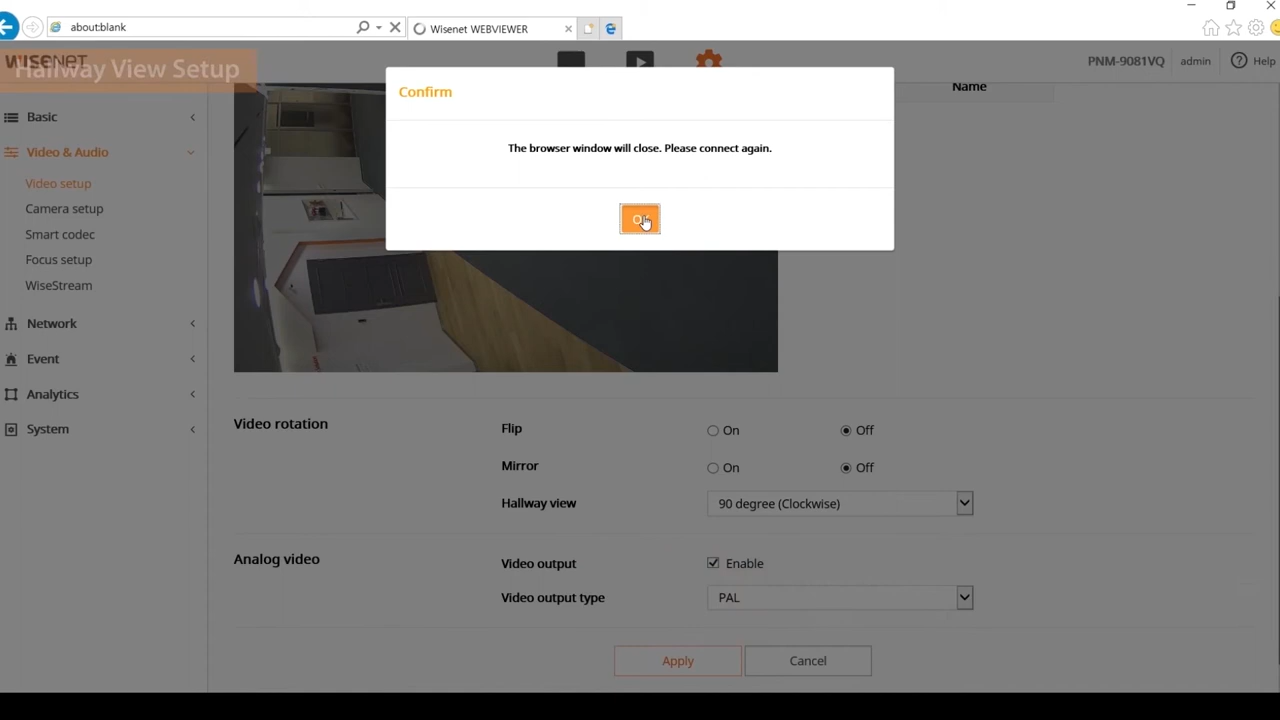 about:blank
Wisenet WEBVIEWER
Hallway View Setup
PNM-9081VQ
admin
Help
Confirm
The browser window will close. Please connect again.
Name
Basic
Video & Audio
Video setup
Camera setup
Smart codec
Focus setup
WiseStream
Network
Event
Analytics
System
Video rotation
Flip
On
Off
Mirror
On
Off
Hallway view
90 degree (Clockwise)
Analog video
Video output
Enable
Video output type
PAL
Apply
Cancel